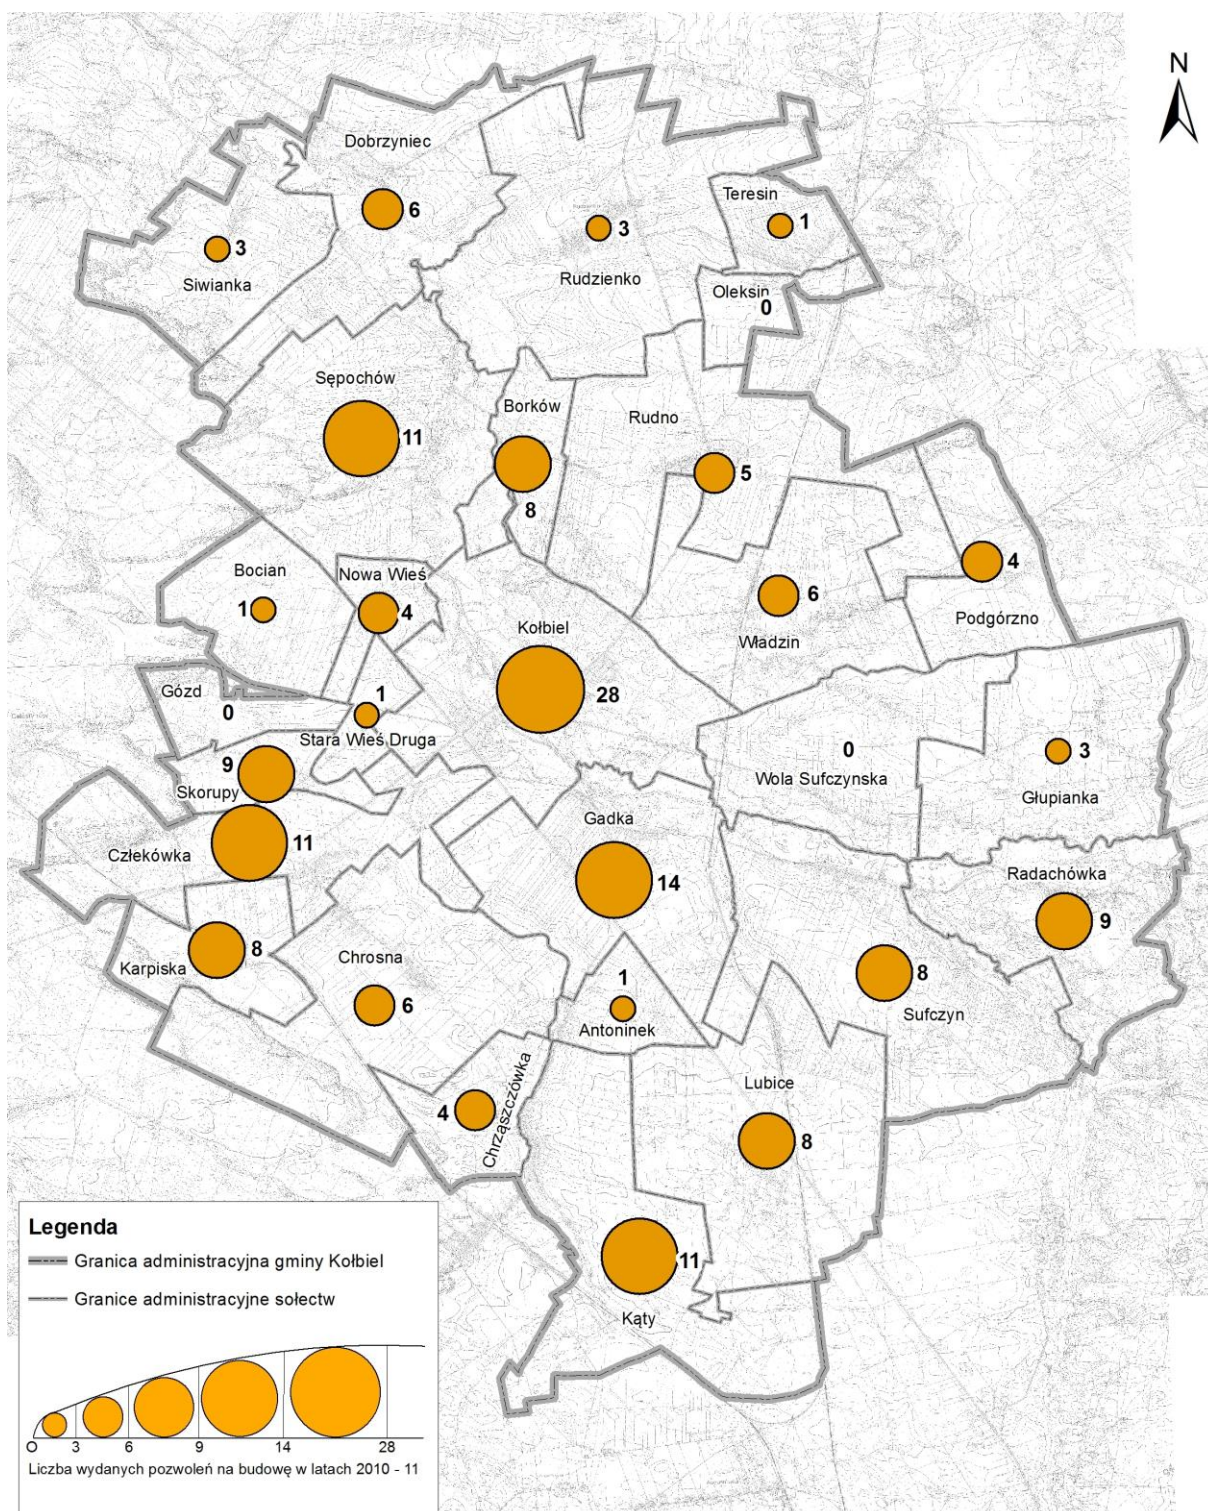 N
Dobrzyniec
6
Siwianka
3
Rudzienko
3
Teresin
1
Oleksin
0
Sępochów
11
Borków
8
Rudno
5
Podgórzno
4
Władzin
6
Bocian
1
Nowa Wieś
4
Kołbiel
28
Gózd
0
1
Stara Wieś Druga
9
Skorupy
Wola Sufczynska
0
Głupianka
3
Człekówka
11
Gadka
14
Radachówka
9
Karpiska
8
Chrosna
6
1
Antoninek
8
Sufczyn
Chrząszczówka
4
Lubice
8
Kąty
11
Legenda
Granica administracyjna gminy Kołbiel
Granice administracyjne sołectw
0 3 6 9 14 28
Liczba wydanych pozwoleń na budowę w latach 2010 - 11